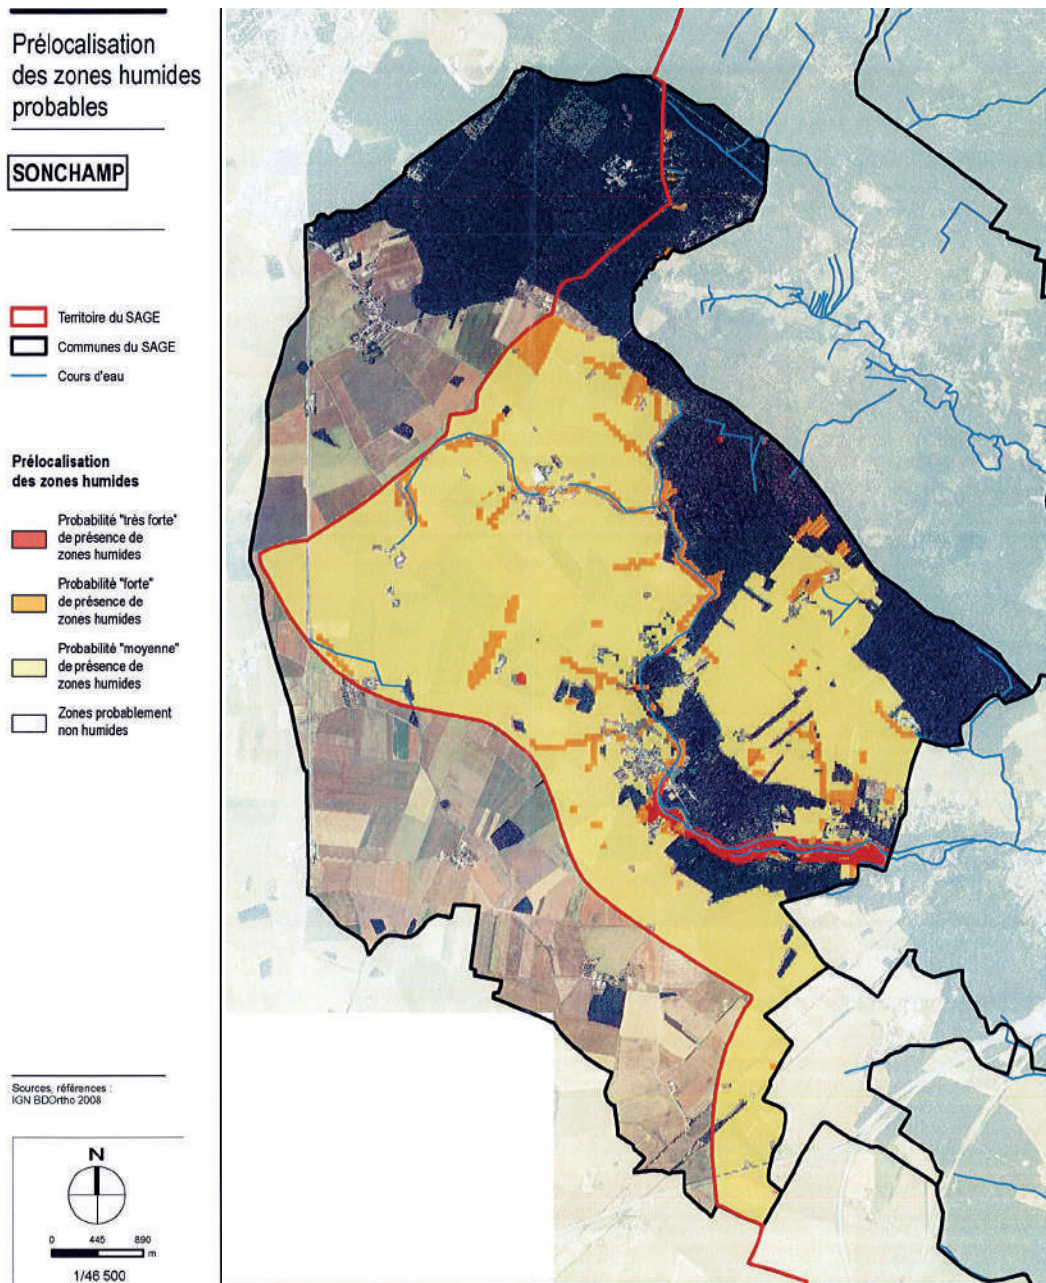 Prélocalisation
des zones humides
probables
SONCHAMP
Territoire du SAGE
Communes du SAGE
Cours d'eau
Prélocalisation
des zones humides
Probabilité "très forte"
de présence de
zones humides
Probabilité "forte"
de présence de
zones humides
Probabilité "moyenne"
de présence de
zones humides
Zones probablement
non humides
Sources, références :
IGN BDOrtho 2008
N
0 445 890
m
1/46 500